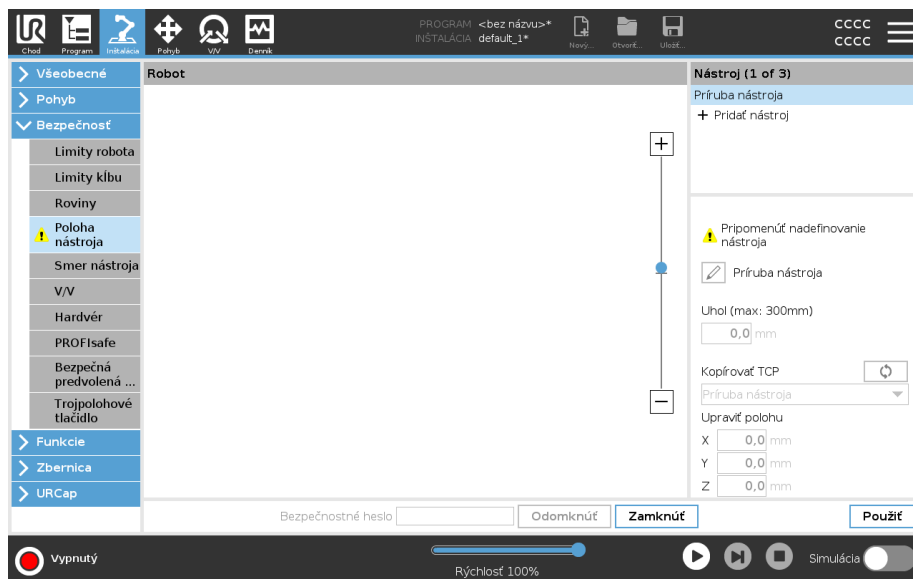 PROGRAM <bez názvu>*
INŠTALÁCIA default_1*
Chod Program Inštalácia Pohyb V/V Denník
Nový... Otvoriť... Uložiť...
CCCC
CCCC
Všeobecné
Pohyb
Bezpečnosť
Limity robota
Limity kĺbu
Roviny
Poloha
nástroja
Smer nástroja
V/V
Hardvér
PROFIsafe
Bezpečná
predvolená ...
Trojpolohové
tlačidlo
Funkcie
Zbernica
URCap
Robot
Nástroj (1 of 3)
Príruba nástroja
+ Pridať nástroj
Pripomenúť nadefinovanie
nástroja
Príruba nástroja
Uhol (max: 300mm)
0,0 mm
Kopírovať TCP
Príruba nástroja
Upraviť polohu
X 0,0 mm
Y 0,0 mm
Z 0,0 mm
Bezpečnostné heslo Odomknúť Zamknúť Použiť
Vypnutý
Rýchlosť 100%
Simulácia